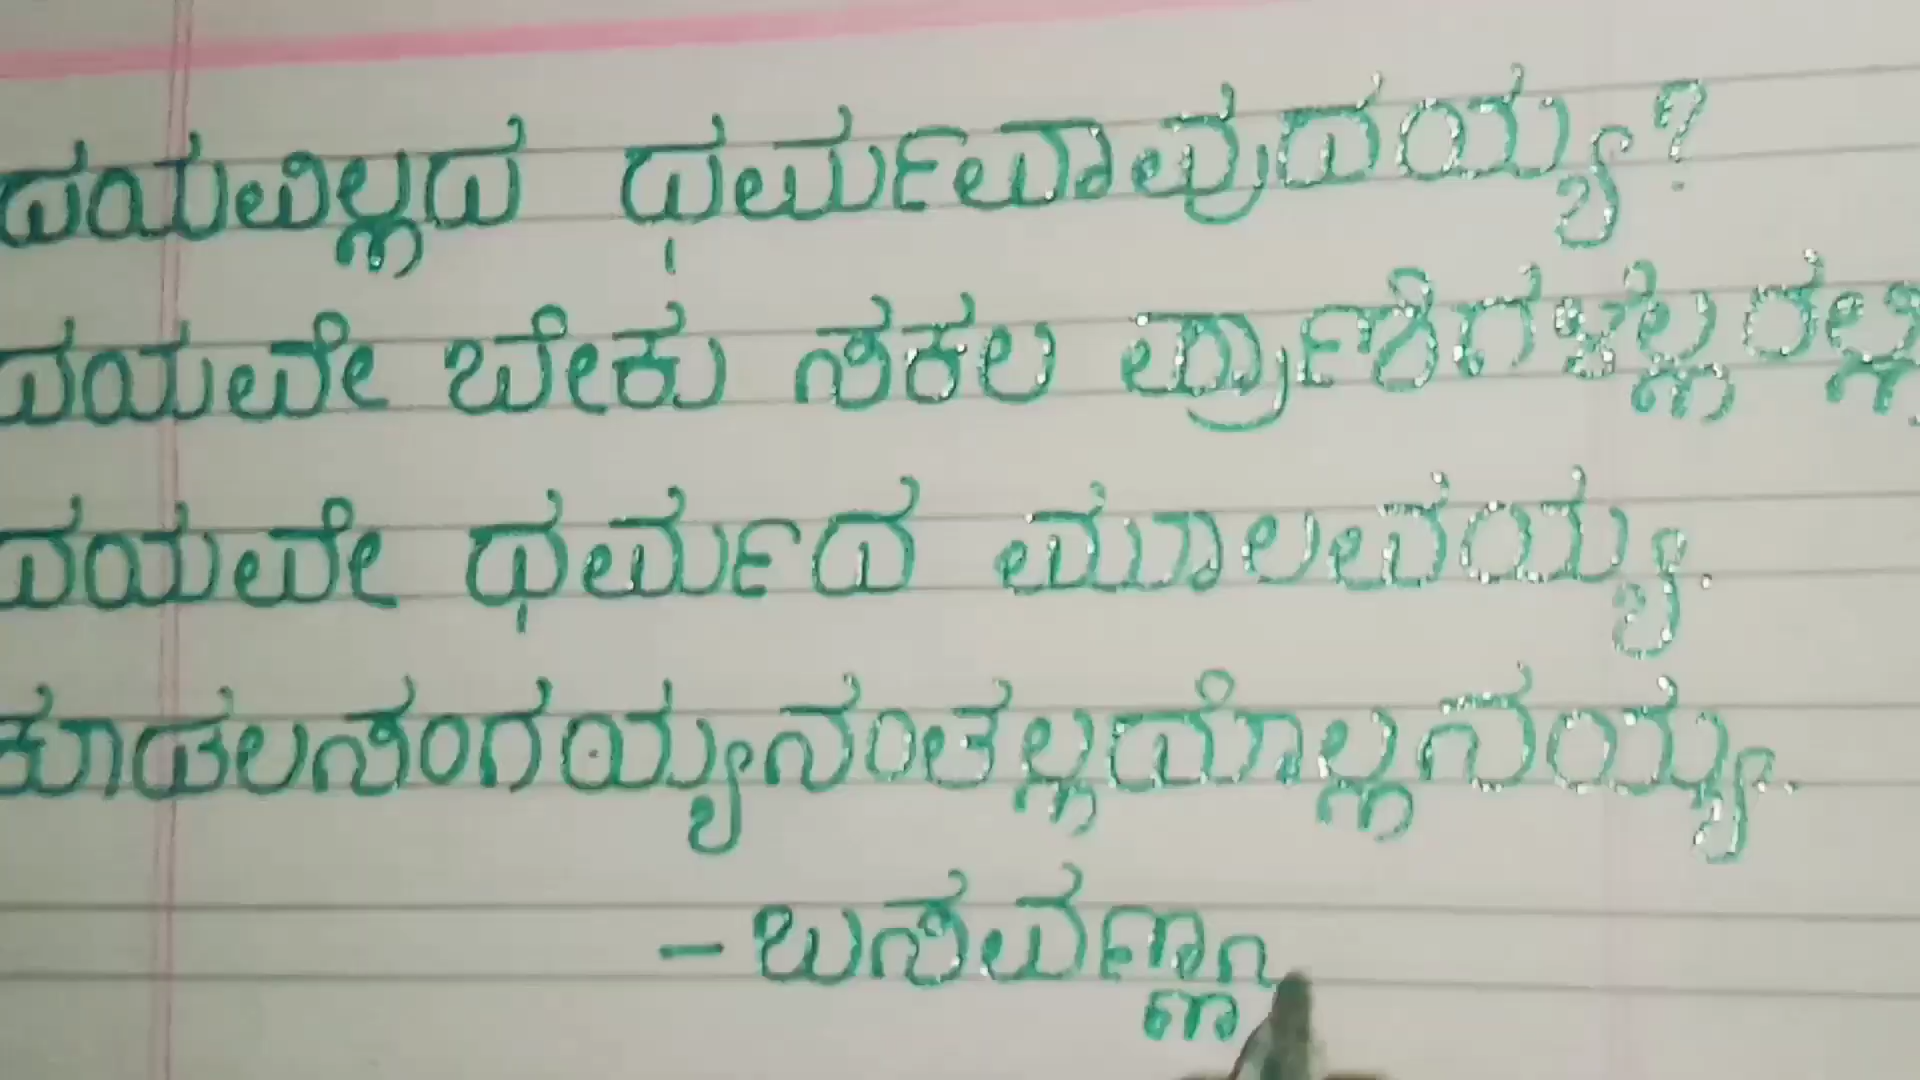 ದಯವಿಲ್ಲದ ಧರ್ಮವಾವುದಯ್ಯ?
ದಯವೇ ಬೇಕು ಸಕಲ ಪ್ರಾಣಿಗಳೆಲ್ಲರಲ್ಲಿ
ದಯವೇ ಧರ್ಮದ ಮೂಲವಯ್ಯ.
ಕೂಡಲಸಂಗಯ್ಯನಂತಲ್ಲದೊಲ್ಲನಯ್ಯ.
- ಬಸವಣ್ಣ